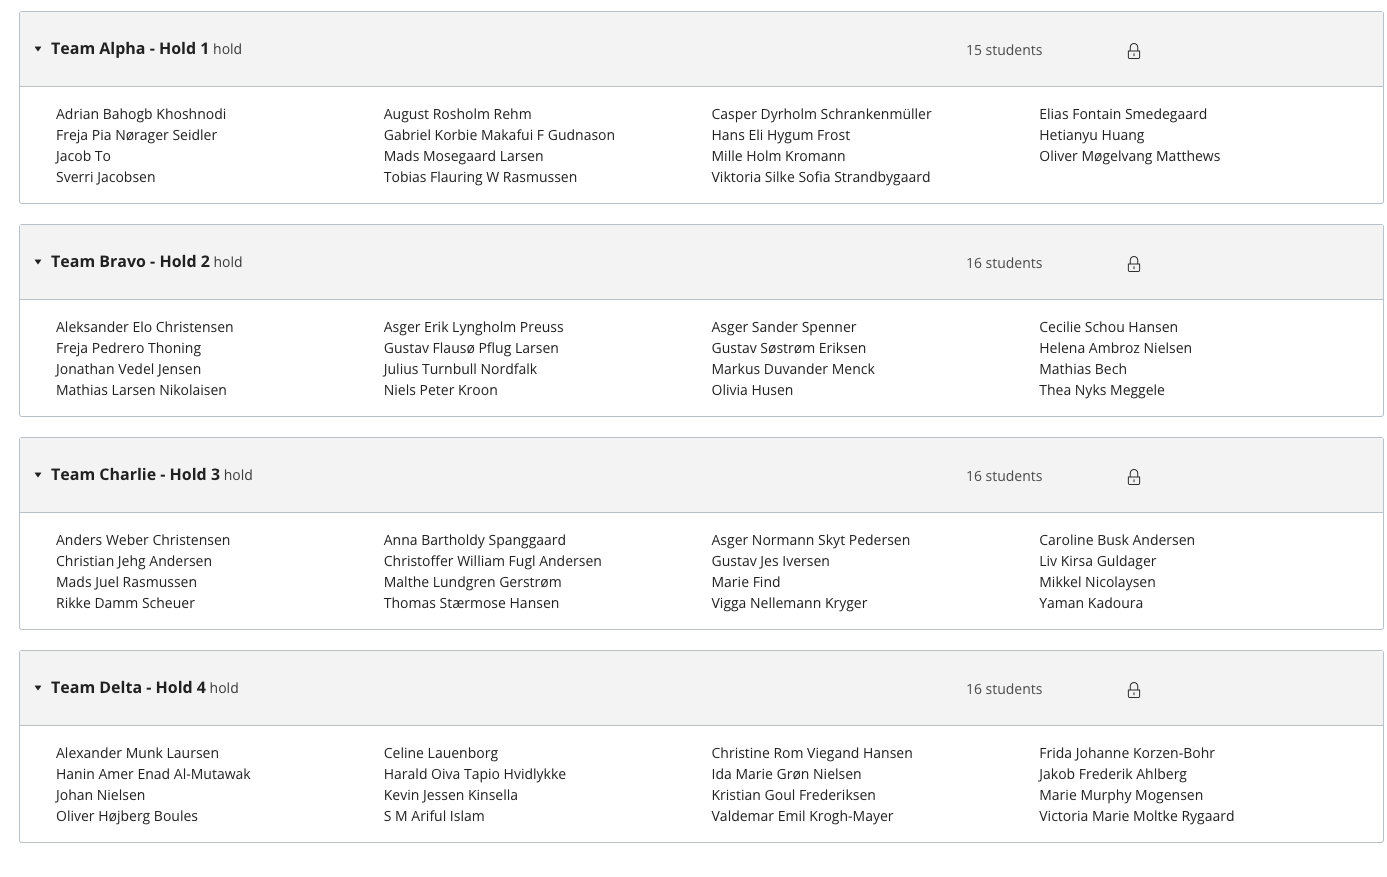 Team Alpha - Hold 1 hold 15 students
Adrian Bahogb Khoshnodi August Rosholm Rehm Casper Dyrholm Schrankenmüller Elias Fontain Smedegaard
Freja Pia Nørager Seidler Gabriel Korbie Makafui F Gudnason Hans Eli Hygum Frost Hetianyu Huang
Jacob To Mads Mosegaard Larsen Mille Holm Kromann Oliver Møgelvang Matthews
Sverri Jacobsen Tobias Flauring W Rasmussen Viktoria Silke Sofia Strandbygaard
Team Bravo - Hold 2 hold 16 students
Aleksander Elo Christensen Asger Erik Lyngholm Preuss Asger Sander Spenner Cecilie Schou Hansen
Freja Pedrero Thoning Gustav Flausø Pflug Larsen Gustav Søstrøm Eriksen Helena Ambroz Nielsen
Jonathan Vedel Jensen Julius Turnbull Nordfalk Markus Duvander Menck Mathias Bech
Mathias Larsen Nikolaisen Niels Peter Kroon Olivia Husen Thea Nyks Meggele
Team Charlie - Hold 3 hold 16 students
Anders Weber Christensen Anna Bartholdy Spanggaard Asger Normann Skyt Pedersen Caroline Busk Andersen
Christian Jehg Andersen Christoffer William Fugl Andersen Gustav Jes Iversen Liv Kirsa Guldager
Mads Juel Rasmussen Malthe Lundgren Gerstrøm Marie Find Mikkel Nicolaysen
Rikke Damm Scheuer Thomas Stærmose Hansen Vigga Nellemann Kryger Yaman Kadoura
Team Delta - Hold 4 hold 16 students
Alexander Munk Laursen Celine Lauenborg Christine Rom Viegand Hansen Frida Johanne Korzen-Bohr
Hanin Amer Enad Al-Mutawak Harald Oiva Tapio Hvidlykke Ida Marie Grøn Nielsen Jakob Frederik Ahlberg
Johan Nielsen Kevin Jessen Kinsella Kristian Goul Frederiksen Marie Murphy Mogensen
Oliver Højberg Boules S M Ariful Islam Valdemar Emil Krogh-Mayer Victoria Marie Moltke Rygaard